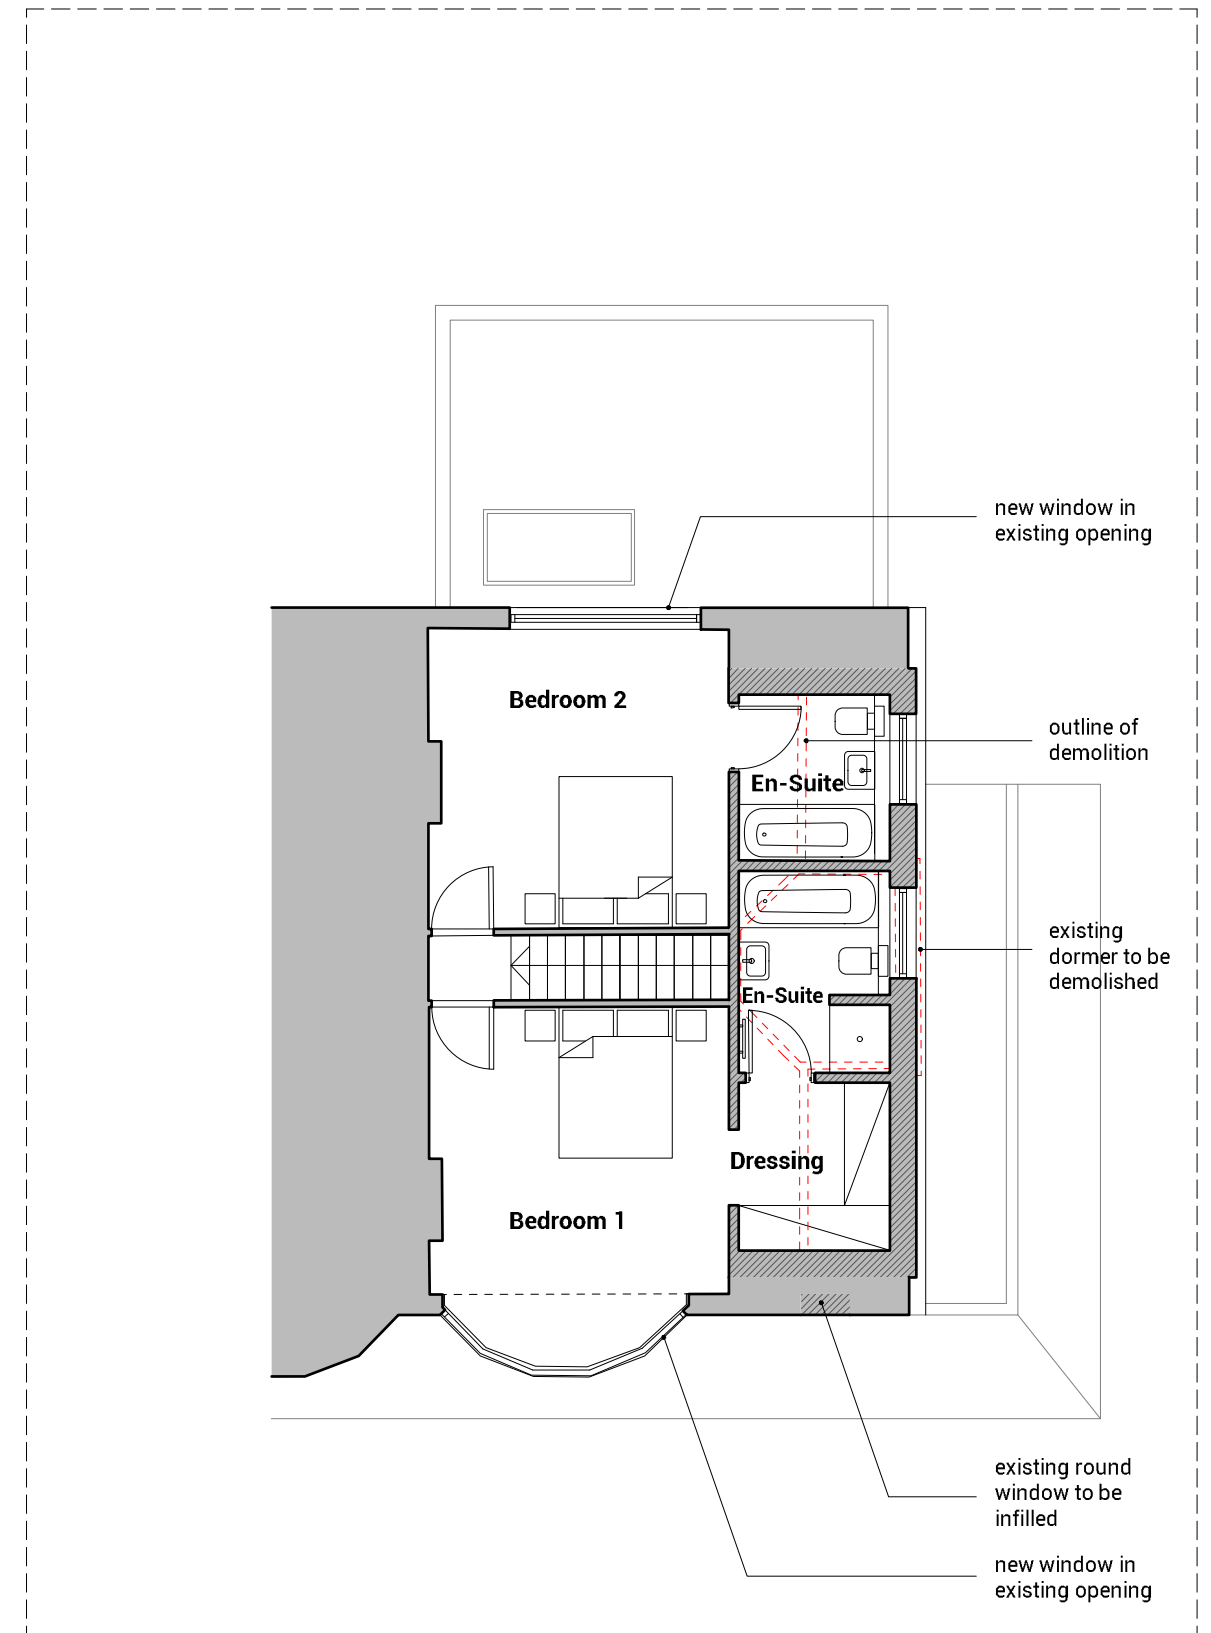 new window in
existing opening
Bedroom 2
outline of
demolition
En-Suite
existing
dormer to be
demolished
En-Suite
Dressing
Bedroom 1
existing round
window to be
infilled
new window in
existing opening